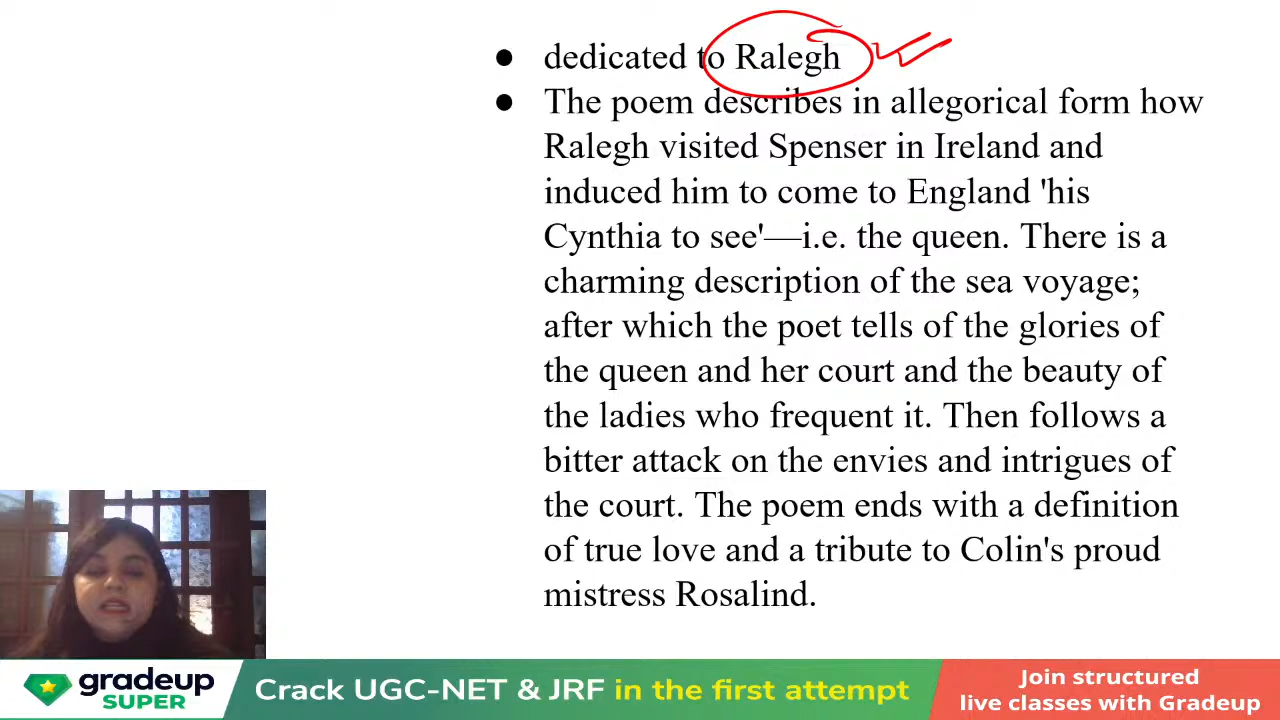 ● dedicated to Ralegh
● The poem describes in allegorical form how
Ralegh visited Spenser in Ireland and
induced him to come to England 'his
Cynthia to see'—i.e. the queen. There is a
charming description of the sea voyage;
after which the poet tells of the glories of
the queen and her court and the beauty of
the ladies who frequent it. Then follows a
bitter attack on the envies and intrigues of
the court. The poem ends with a definition
of true love and a tribute to Colin's proud
mistress Rosalind.
gradeup
SUPER
Crack UGC-NET & JRF in the first attempt
Join structured
live classes with Gradeup